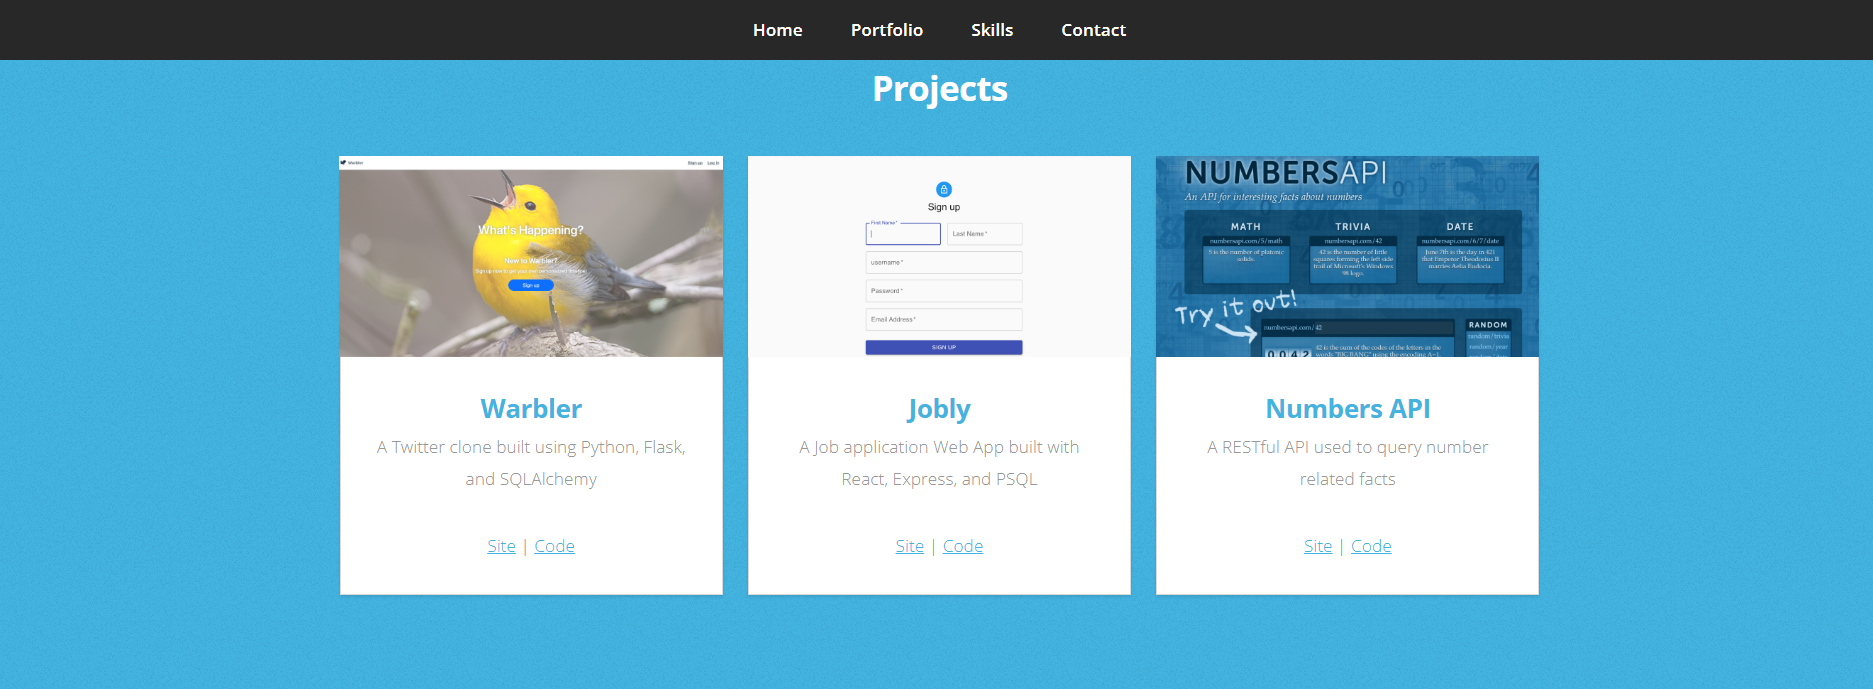 Home Portfolio Skills Contact
Projects
Warbler
Sign up Log in
What's Happening?
New to Warbler?
Sign up
Sign up
First Name *
Last Name *
username *
Password *
Email Address *
SIGN UP
NUMBERSAPI
An API for interesting facts about numbers
MATH TRIVIA DATE
numbersapi.com/5/math numbersapi.com/42 numbersapi.com/6/7/date
5 is the number of platonic
solids.
42 is the number of little
squares forming the left side
trail of Microsoft's Windows
98 logo.
June 7th is the day in 421
that Emperor Theodosius II
marries Aelia Eudocia.
Try it out!
numbersapi.com/42
RANDOM
random/trivia
random/year
random/date
0042
42 is the sum of the codes of the letters in the
words "BIG BANG" using the encoding A=1,
Warbler
A Twitter clone built using Python, Flask,
and SQLAlchemy
Site | Code
Jobly
A Job application Web App built with
React, Express, and PSQL
Site | Code
Numbers API
A RESTful API used to query number
related facts
Site | Code